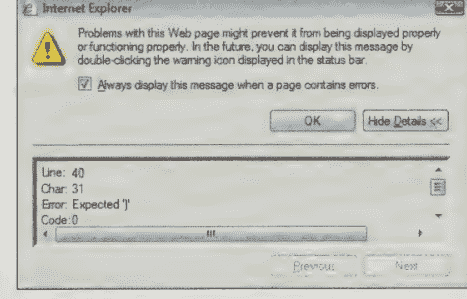 Internet Explorer
Problems with this Web page might prevent it from being displayed properly
or functioning properly. In the future, you can display this message by
double-clicking the warning icon displayed in the status bar.
Always display this message when a page contains errors.
OK
Hide Details <<
Line: 40
Char: 31
Error: Expected '}'
Code:0
Previous
Next